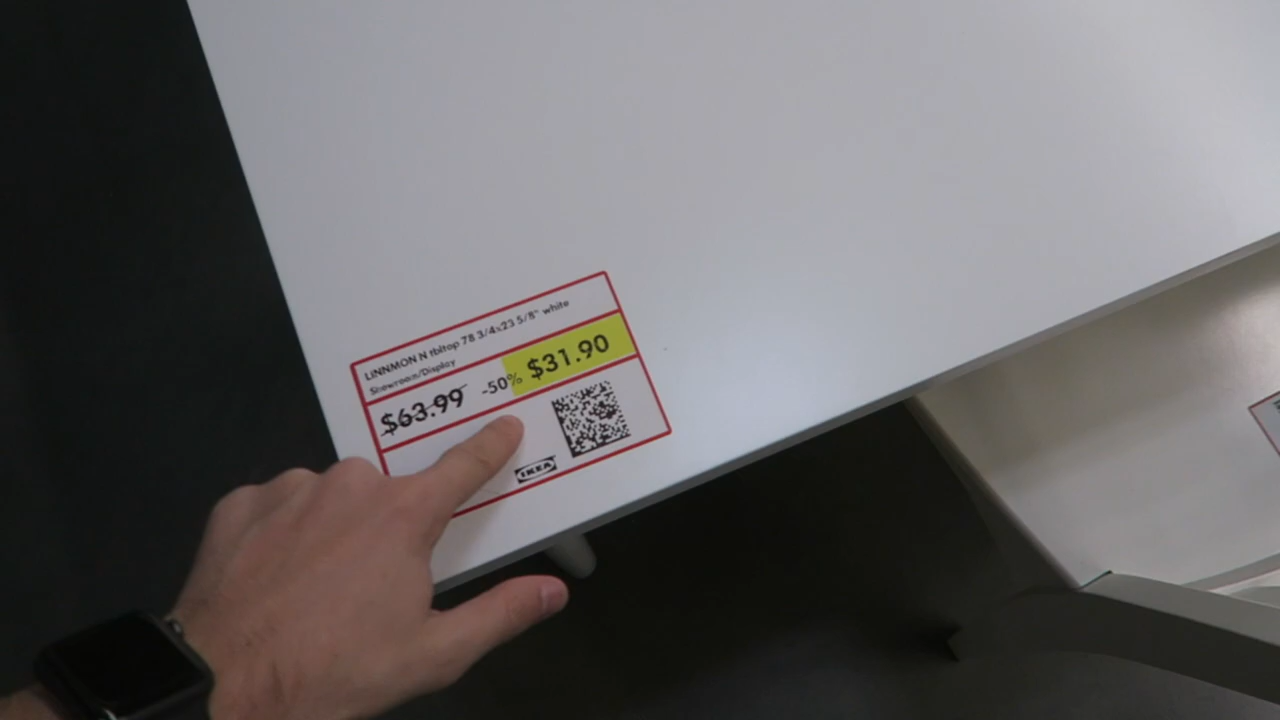 LINNMON N tbltop 78 3/4x23 5/8" white
Showroom/Display
$63.99 -50% $31.90
IKEA